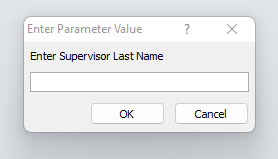 Enter Parameter Value ?
Enter Supervisor Last Name
OK Cancel